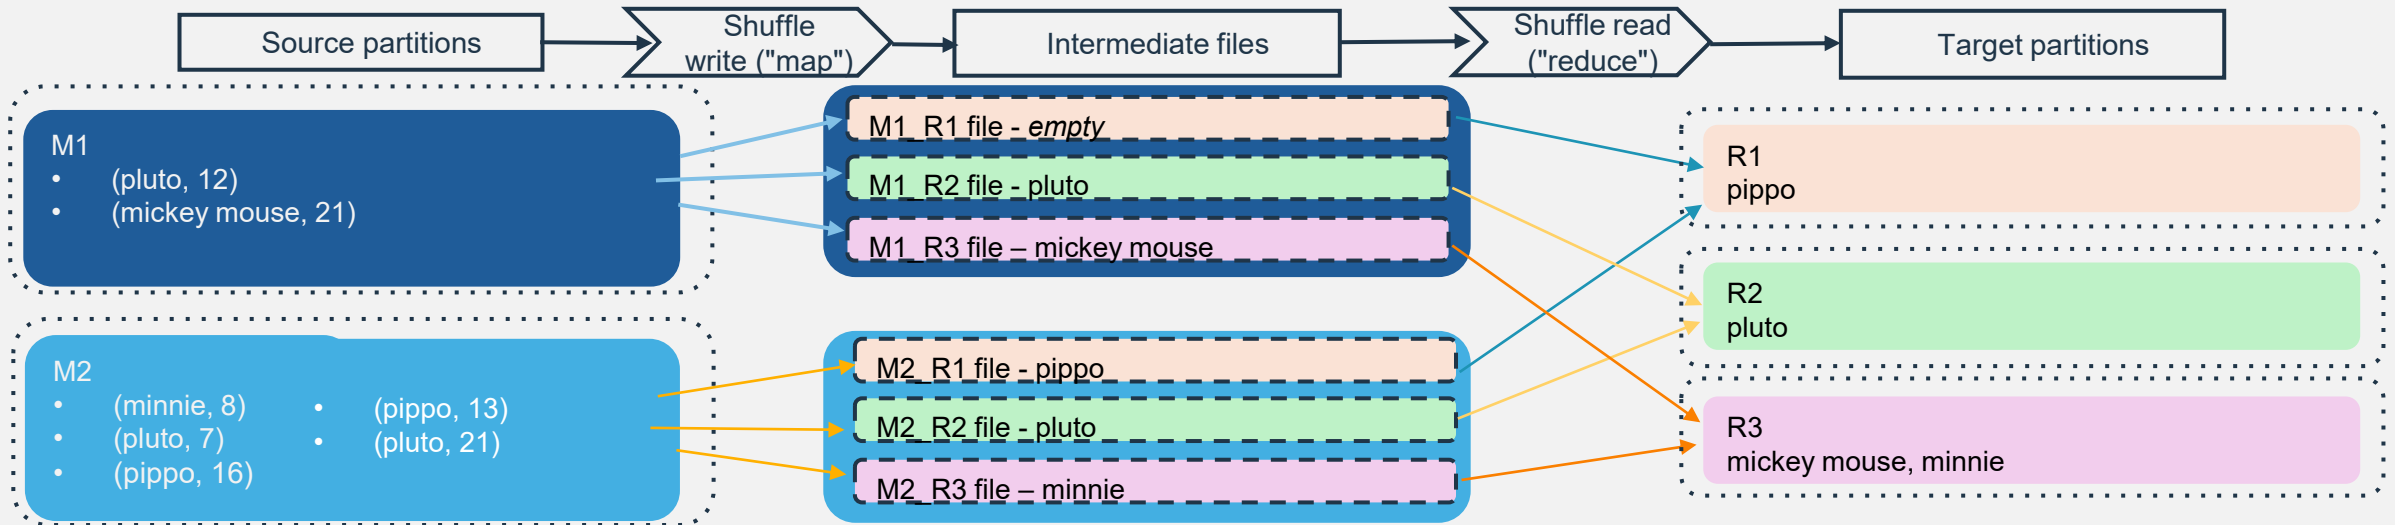 Source partitions
Shuffle
write ("map")
Intermediate files
Shuffle read
("reduce")
Target partitions
M1
• (pluto, 12)
• (mickey mouse, 21)
M2
• (minnie, 8)
• (pluto, 7)
• (pippo, 16)
• (pippo, 13)
• (pluto, 21)
M1_R1 file - empty
M1_R2 file - pluto
M1_R3 file – mickey mouse
M2_R1 file - pippo
M2_R2 file - pluto
M2_R3 file – minnie
R1
pippo
R2
pluto
R3
mickey mouse, minnie